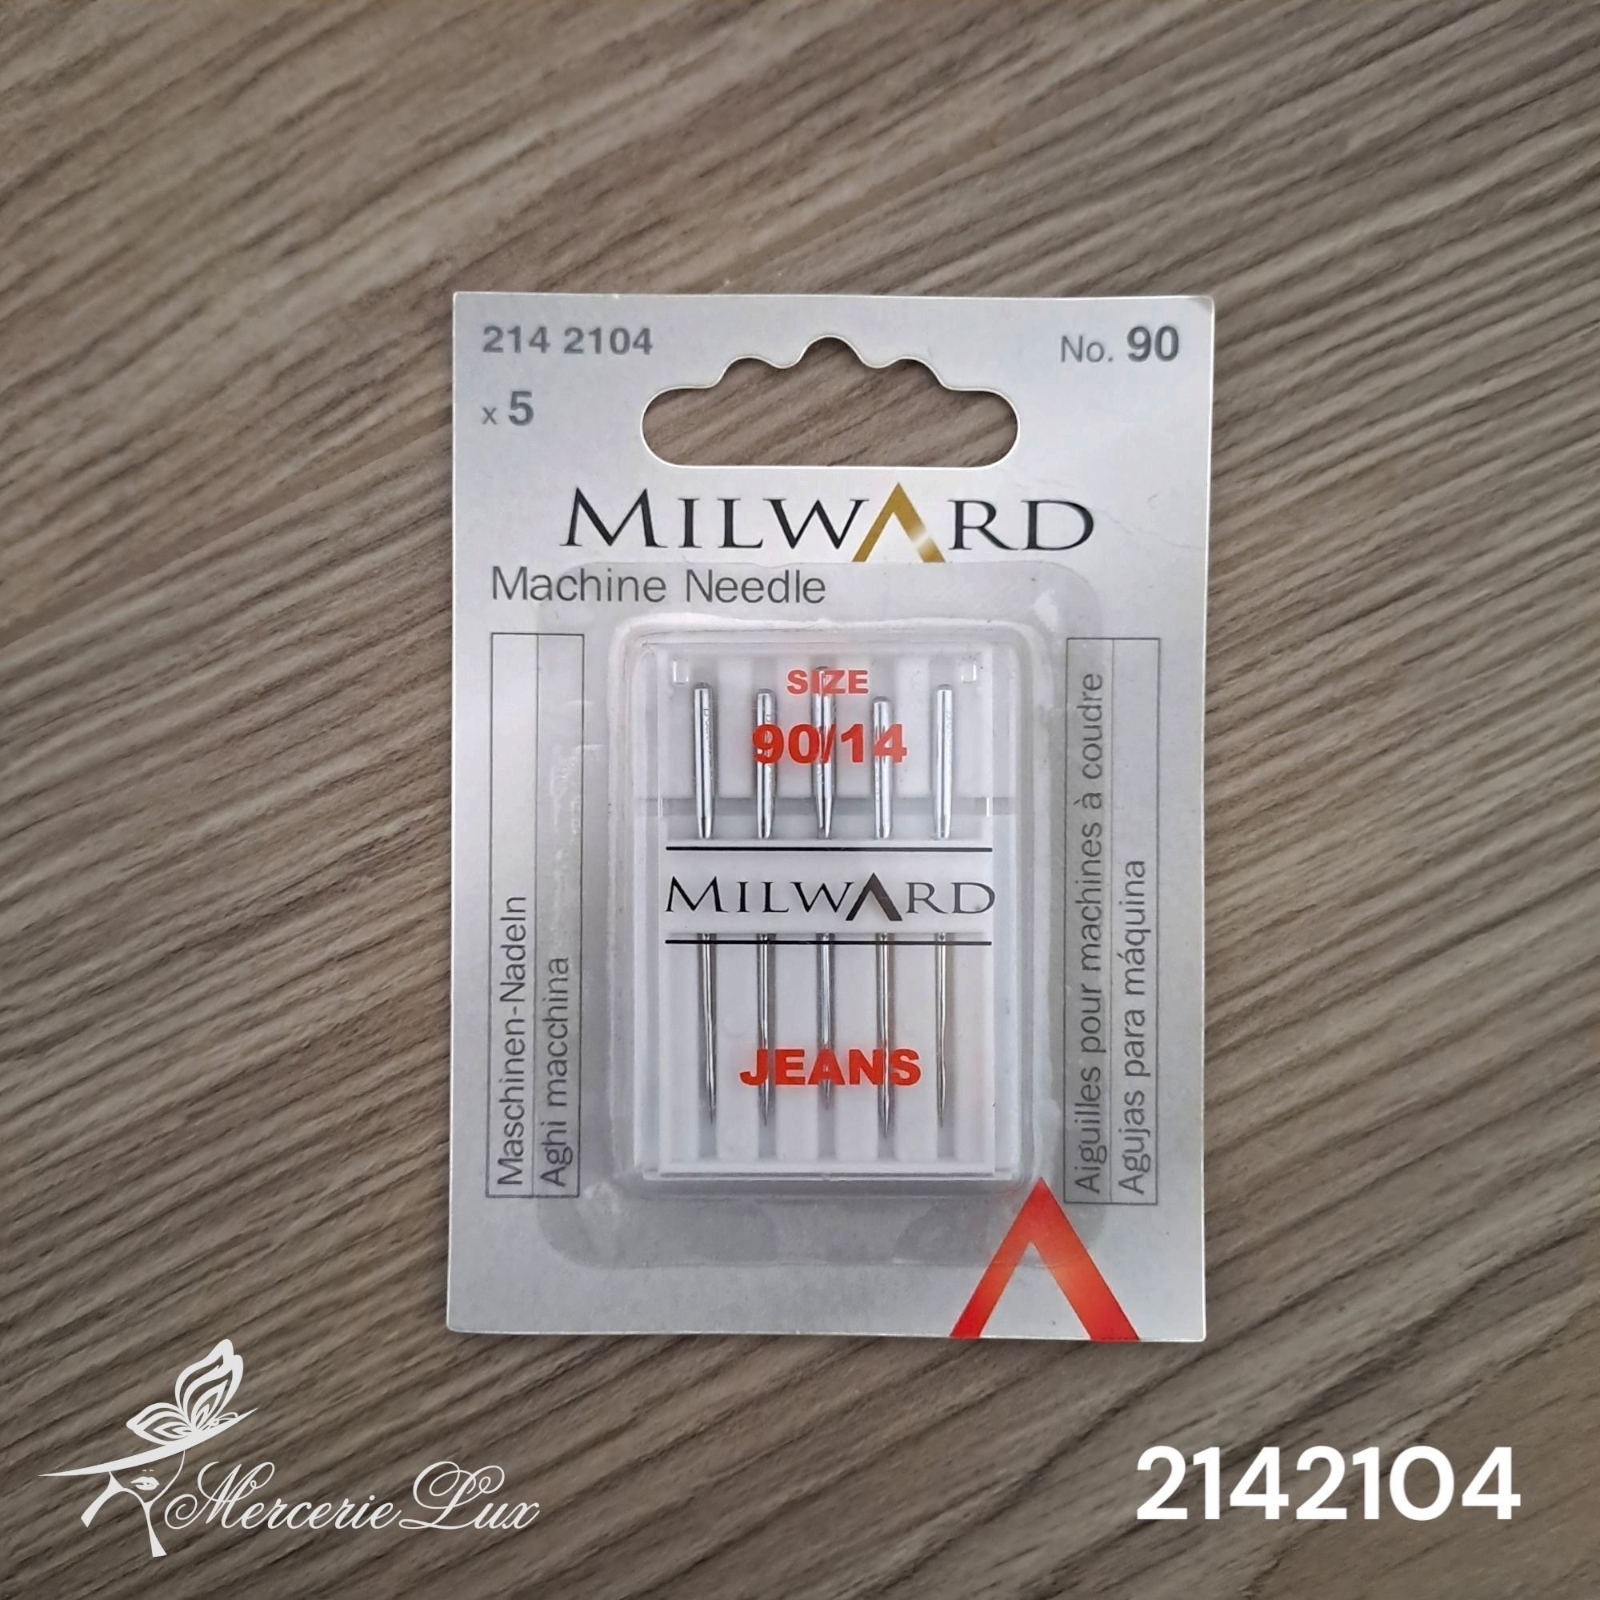 214 2104
No. 90
x 5
MILWARD
Machine Needle
Maschinen-Nadeln
Aghi macchina
SIZE
90/14
MILWARD
JEANS
Aiguilles pour machines à coudre
Agujas para máquina
Mercerie Lux
2142104